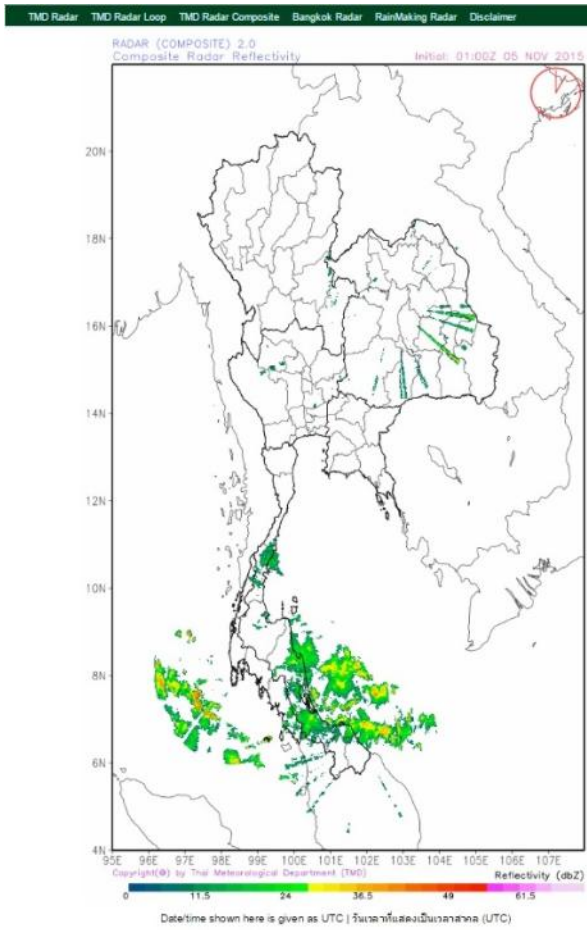 TMD Radar TMD Radar Loop TMD Radar Composite Bangkok Radar RainMaking Radar Disclaimer
RADAR (COMPOSITE) 2.0
Composite Radar Reflectivity Initial: 01:00Z 05 NOV 2015
20N
18N
16N
14N
12N
10N
8N
6N
4N
95E 96E 97E 98E 99E 100E 101E 102E 103E 104E 105E 106E 107E
Copyright(@) by Thai Meteorological Department (TMD) Reflectivity (dbZ)
0 11.5 24 36.5 49 61.5
Date/time shown here is given as UTC | วันเวลาที่แสดงเป็นเวลาสากล (UTC)